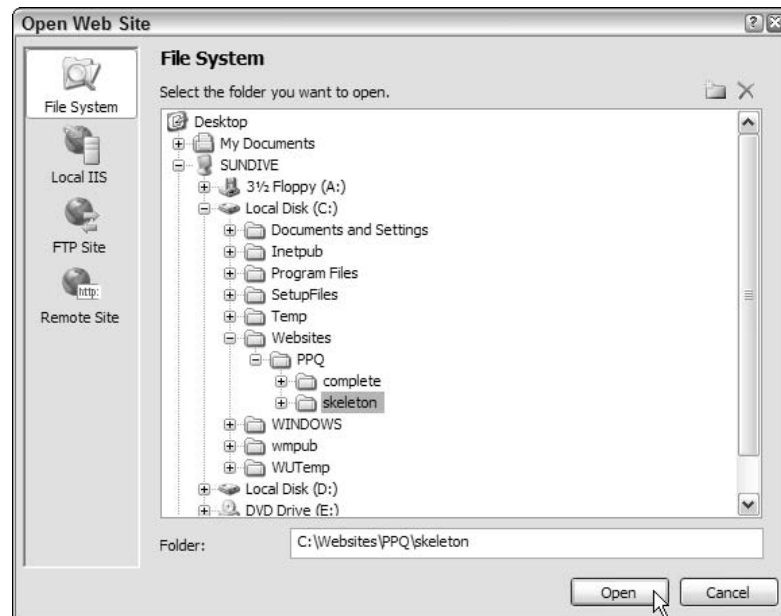 Open Web Site
File System
Select the folder you want to open.
File System
Local IIS
FTP Site
http:
Remote Site
Desktop
My Documents
SUNDIVE
3½ Floppy (A:)
Local Disk (C:)
Documents and Settings
Inetpub
Program Files
SetupFiles
Temp
Websites
PPQ
complete
skeleton
WINDOWS
wmpub
WUTemp
Local Disk (D:)
DVD Drive (E:)
Folder: C:\Websites\PPQ\skeleton
Open Cancel